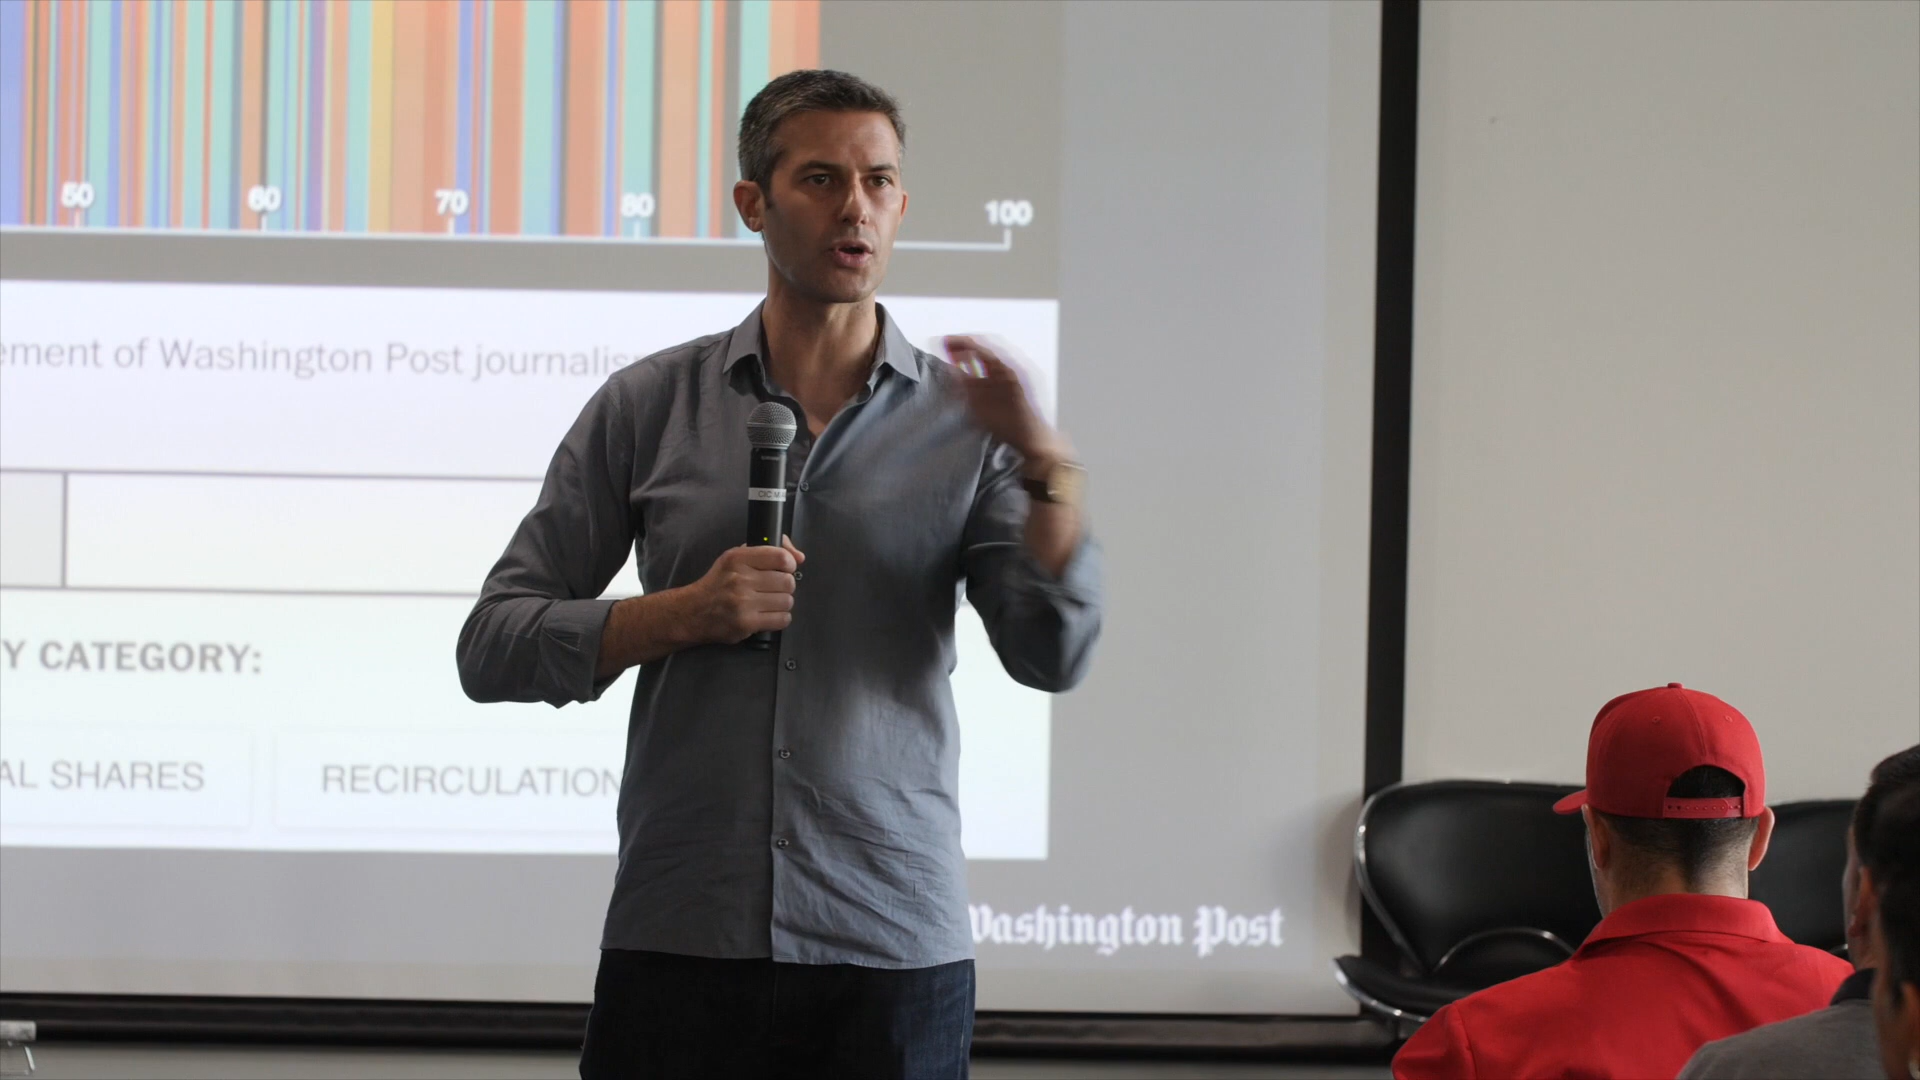 50 60 70 80 100
ement of Washington Post journalis
Y CATEGORY:
AL SHARES
RECIRCULATION
Washington Post